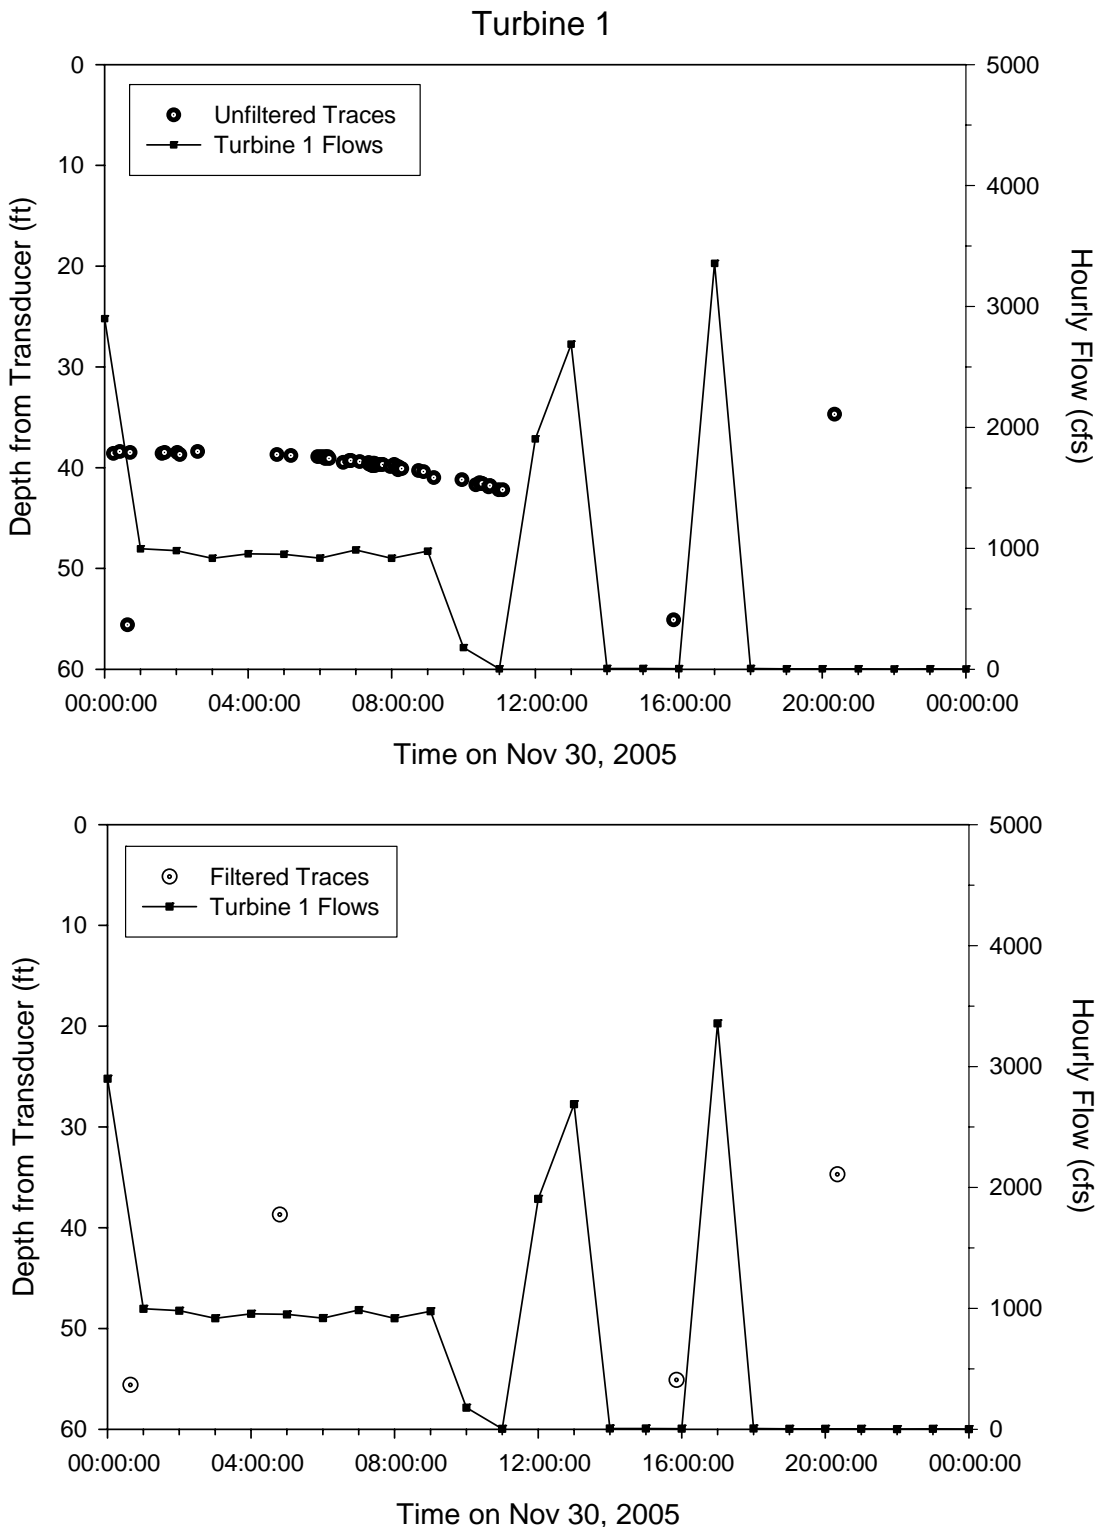 Turbine 1
0
10
20
30
40
50
60
Depth from Transducer (ft)
Unfiltered Traces
Turbine 1 Flows
5000
4000
3000
2000
1000
0
Hourly Flow (cfs)
00:00:00 04:00:00 08:00:00 12:00:00 16:00:00 20:00:00 00:00:00
Time on Nov 30, 2005
0
10
20
30
40
50
60
Depth from Transducer (ft)
Filtered Traces
Turbine 1 Flows
5000
4000
3000
2000
1000
0
Hourly Flow (cfs)
00:00:00 04:00:00 08:00:00 12:00:00 16:00:00 20:00:00 00:00:00
Time on Nov 30, 2005